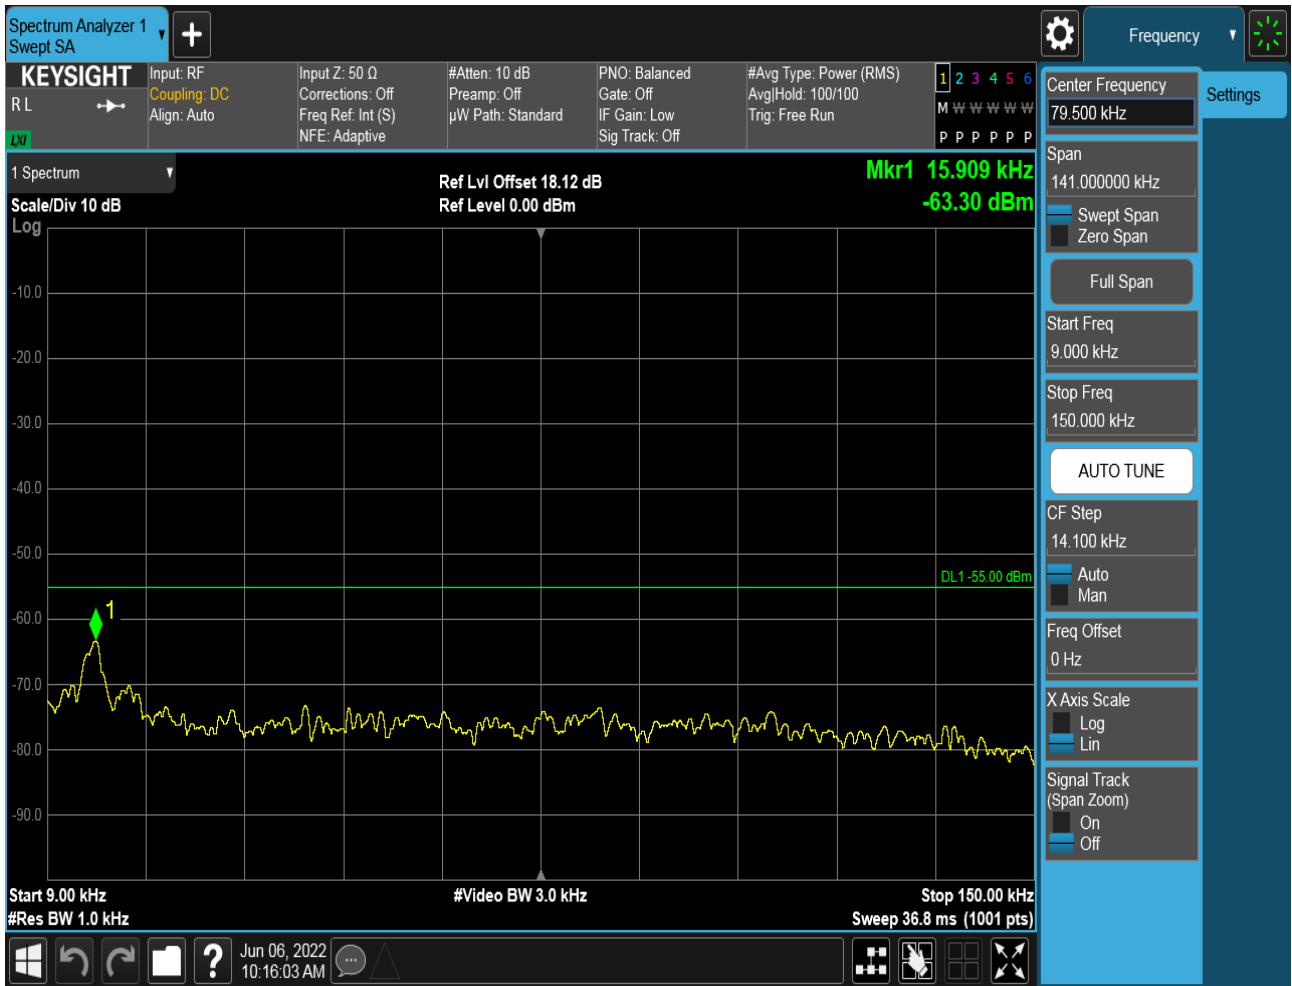 Spectrum Analyzer 1
Swept SA
Frequency
KEYSIGHT
R L
LXI
Input: RF
Coupling: DC
Align: Auto
Input Z: 50 Ω
Corrections: Off
Freq Ref: Int (S)
NFE: Adaptive
#Atten: 10 dB
Preamp: Off
µW Path: Standard
PNO: Balanced
Gate: Off
IF Gain: Low
Sig Track: Off
#Avg Type: Power (RMS)
Avg|Hold: 100/100
Trig: Free Run
1 2 3 4 5 6
M W W W W W
P P P P P P
1 Spectrum
Scale/Div 10 dB
Log
Ref Lvl Offset 18.12 dB
Ref Level 0.00 dBm
Mkr1 15.909 kHz
-63.30 dBm
-10.0
-20.0
-30.0
-40.0
-50.0
DL1 -55.00 dBm
1
-60.0
-70.0
-80.0
-90.0
Start 9.00 kHz
#Video BW 3.0 kHz
Stop 150.00 kHz
#Res BW 1.0 kHz
Sweep 36.8 ms (1001 pts)
?
Jun 06, 2022
10:16:03 AM
Center Frequency
79.500 kHz
Settings
Span
141.000000 kHz
Swept Span
Zero Span
Full Span
Start Freq
9.000 kHz
Stop Freq
150.000 kHz
AUTO TUNE
CF Step
14.100 kHz
Auto
Man
Freq Offset
0 Hz
X Axis Scale
Log
Lin
Signal Track
(Span Zoom)
On
Off